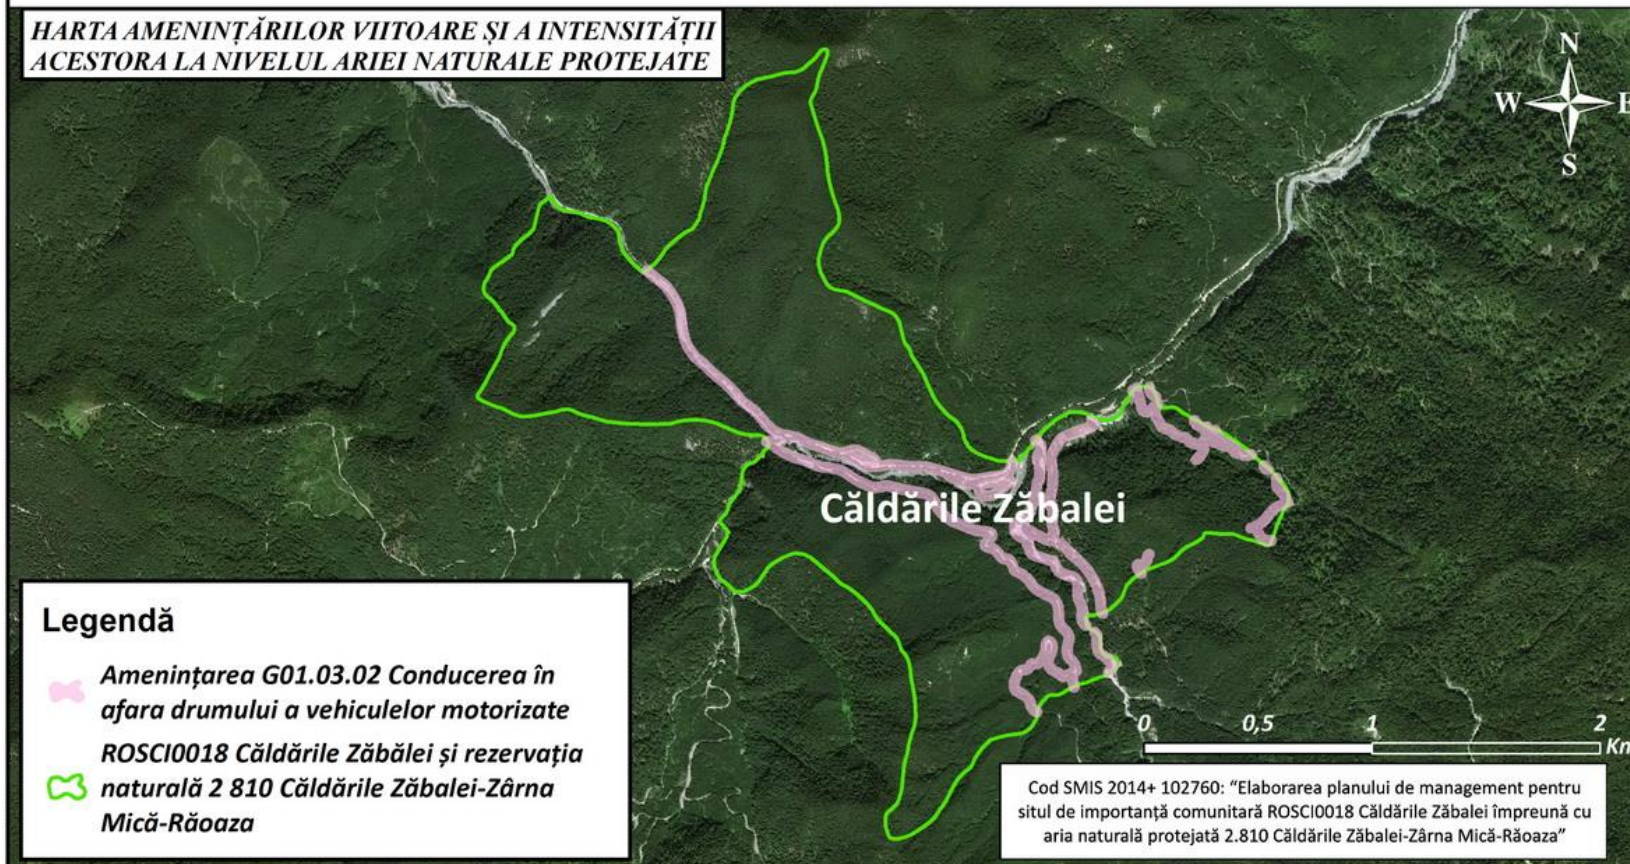 HARTA AMENINȚĂRILOR VIITOARE ȘI A INTENSITĂȚII
ACESTORA LA NIVELUL ARIEI NATURALE PROTEJATE
N
W
E
S
Căldările Zăbalei
Legendă
Amenințarea G01.03.02 Conducerea în
afara drumului a vehiculelor motorizate
ROSCI0018 Căldările Zăbălei și rezervația
naturală 2 810 Căldările Zăbalei-Zârna
Mică-Răoaza
0 0,5 1 2
Km
Cod SMIS 2014+ 102760: “Elaborarea planului de management pentru
situl de importanță comunitară ROSCI0018 Căldările Zăbalei împreună cu
aria naturală protejată 2.810 Căldările Zăbalei-Zârna Mică-Răoaza”